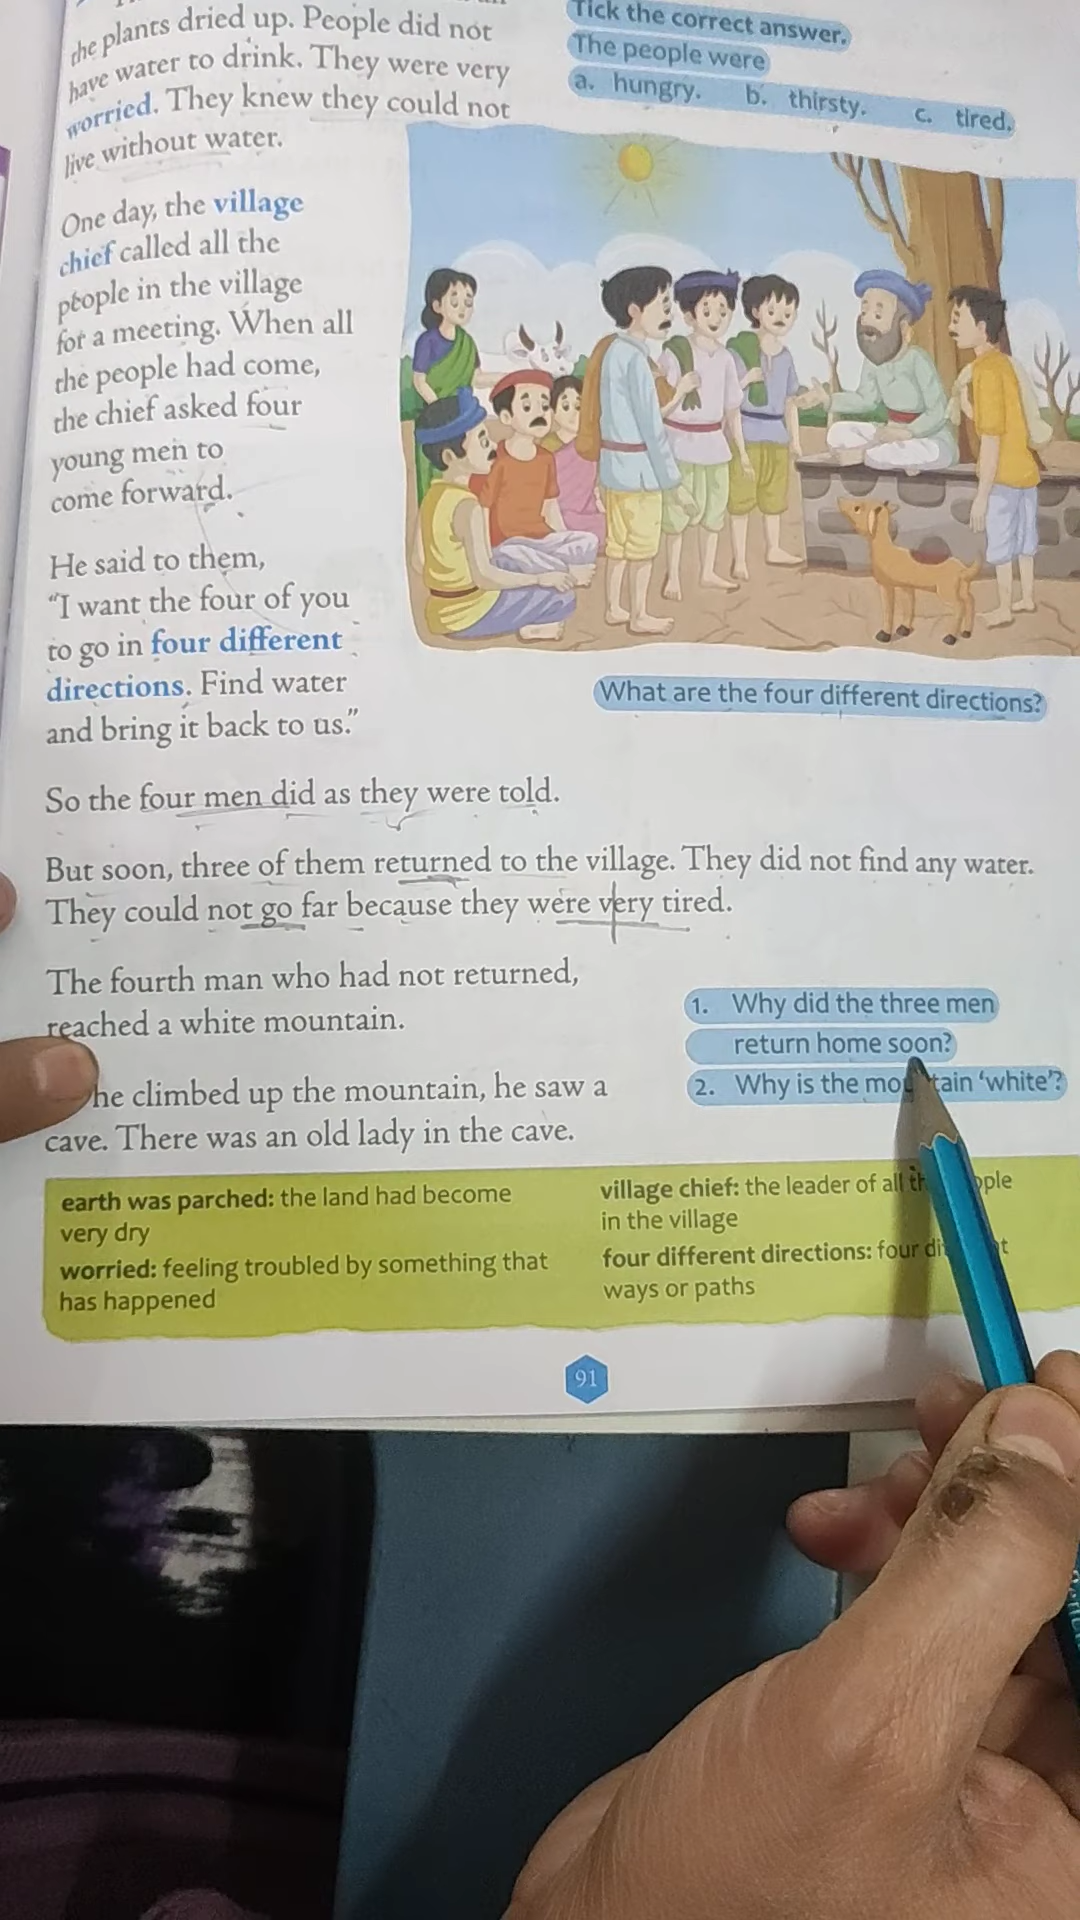 the plants dried up. People did not
have water to drink. They were very
worried. They knew they could not
live without water.
Tick the correct answer.
The people were
a. hungry. b. thirsty. c. tired.
One day, the village
chief called all the
people in the village
for a meeting. When all
the people had come,
the chief asked four
young men to
come forward.
He said to them,
“I want the four of you
to go in four different
directions. Find water
and bring it back to us.”
What are the four different directions?
So the four men did as they were told.
But soon, three of them returned to the village. They did not find any water.
They could not go far because they were very tired.
The fourth man who had not returned,
reached a white mountain.
1. Why did the three men
return home soon?
2. Why is the mountain ‘white’?
he climbed up the mountain, he saw a
cave. There was an old lady in the cave.
earth was parched: the land had become
very dry
worried: feeling troubled by something that
has happened
village chief: the leader of all the people
in the village
four different directions: four different
ways or paths
91